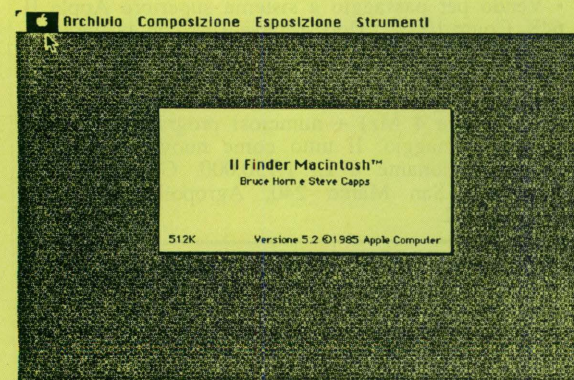 Archivio Composizione Esposizione Strumenti
Il Finder Macintosh™
Bruce Horn e Steve Capps
512K Versione 5.2 ©1985 Apple Computer